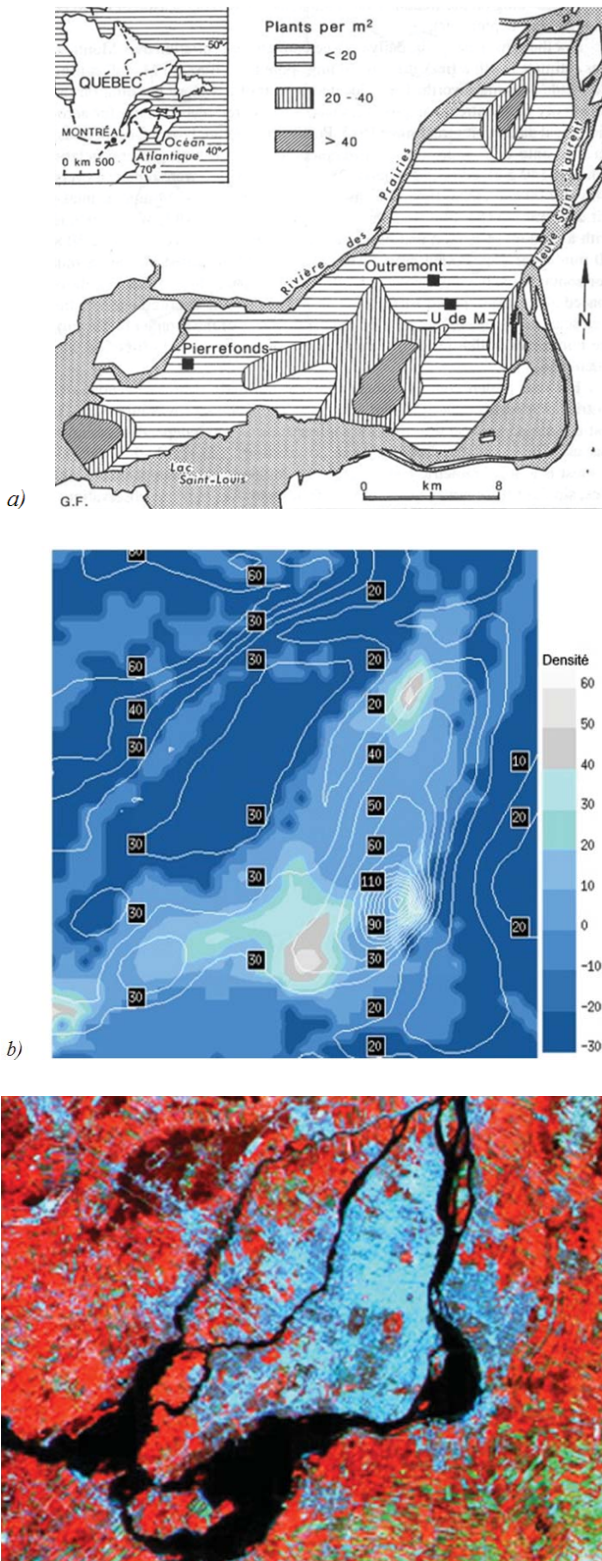 Plants per m²
< 20
20 - 40
> 40
50°
QUÉBEC
MONTRÉAL
Océan
Atlantique
40°
0 km 500
70°
Rivière des Prairies
Fleuve Saint-Laurent
Outremont
U de M
N
Pierrefonds
Lac
Saint-Louis
0 km 8
G.F.
a)
60
20
30
30
20
60
20
40
30
40
10
50
20
30
30
60
30
110
30
90
20
30
30
30
20
20
Densité
60
50
40
30
20
10
0
−10
−20
−30
b)